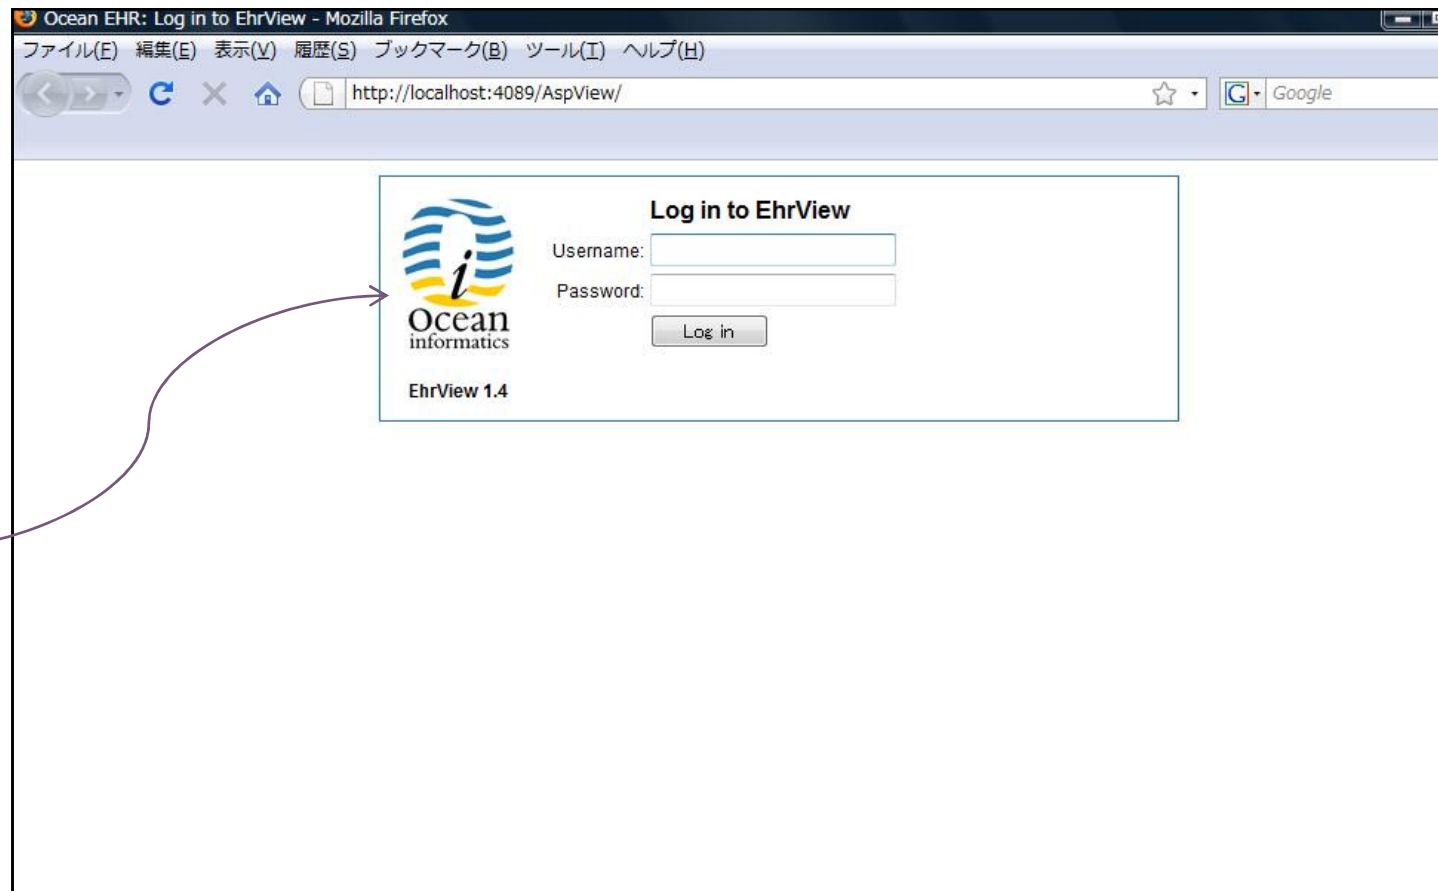 Ocean EHR: Log in to EhrView - Mozilla Firefox
ファイル(F) 編集(E) 表示(V) 履歴(S) ブックマーク(B) ツール(T) ヘルプ(H)
http://localhost:4089/AspView/ G Google
Log in to EhrView
Username:
Password:
Log in
i
Ocean
informatics
EhrView 1.4